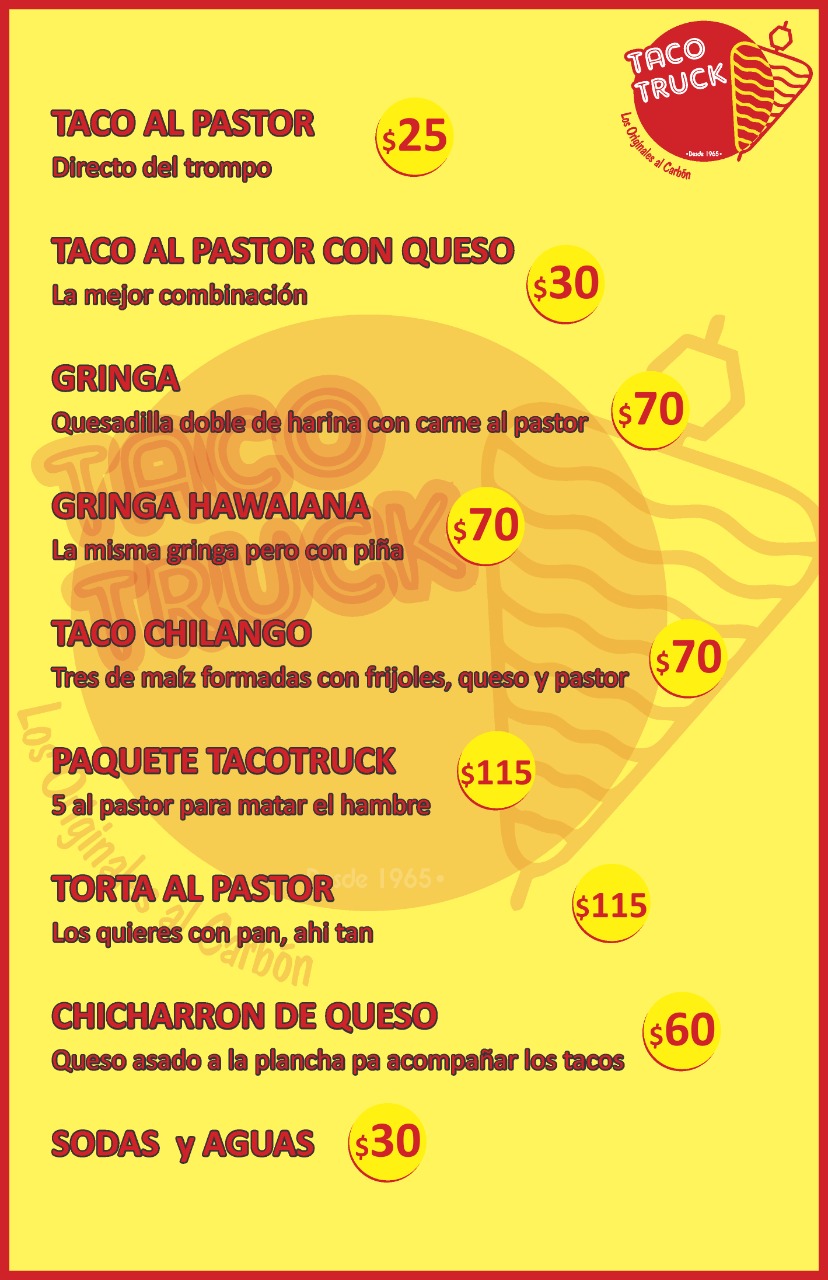 TACO
TRUCK
Los Originales al Carbón
•Desde 1965•
TACO AL PASTOR
$25
Directo del trompo
TACO AL PASTOR CON QUESO
$30
La mejor combinación
GRINGA
$70
Quesadilla doble de harina con carne al pastor
GRINGA HAWAIANA
$70
La misma gringa pero con piña
TACO CHILANGO
$70
Tres de maíz formadas con frijoles, queso y pastor
PAQUETE TACOTRUCK
$115
5 al pastor para matar el hambre
TORTA AL PASTOR
$115
Los quieres con pan, ahi tan
CHICHARRON DE QUESO
$60
Queso asado a la plancha pa acompañar los tacos
SODAS y AGUAS
$30
TACO
TRUCK
Los Originales al Carbón
Desde 1965•